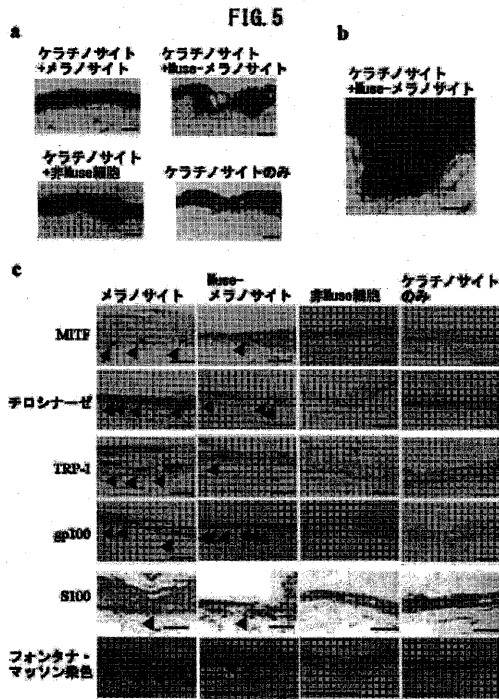 FIG. 5
a
ケラチノサイト
+メラノサイト
ケラチノサイト
+Muse-メラノサイト
ケラチノサイト
+非Muse細胞
ケラチノサイトのみ
b
ケラチノサイト
+Muse-メラノサイト
c
メラノサイト
Muse-
メラノサイト
非Muse細胞
ケラチノサイト
のみ
MITF
チロシナーゼ
TRP-1
gp100
S100
フォンタナ・
マッソン染色